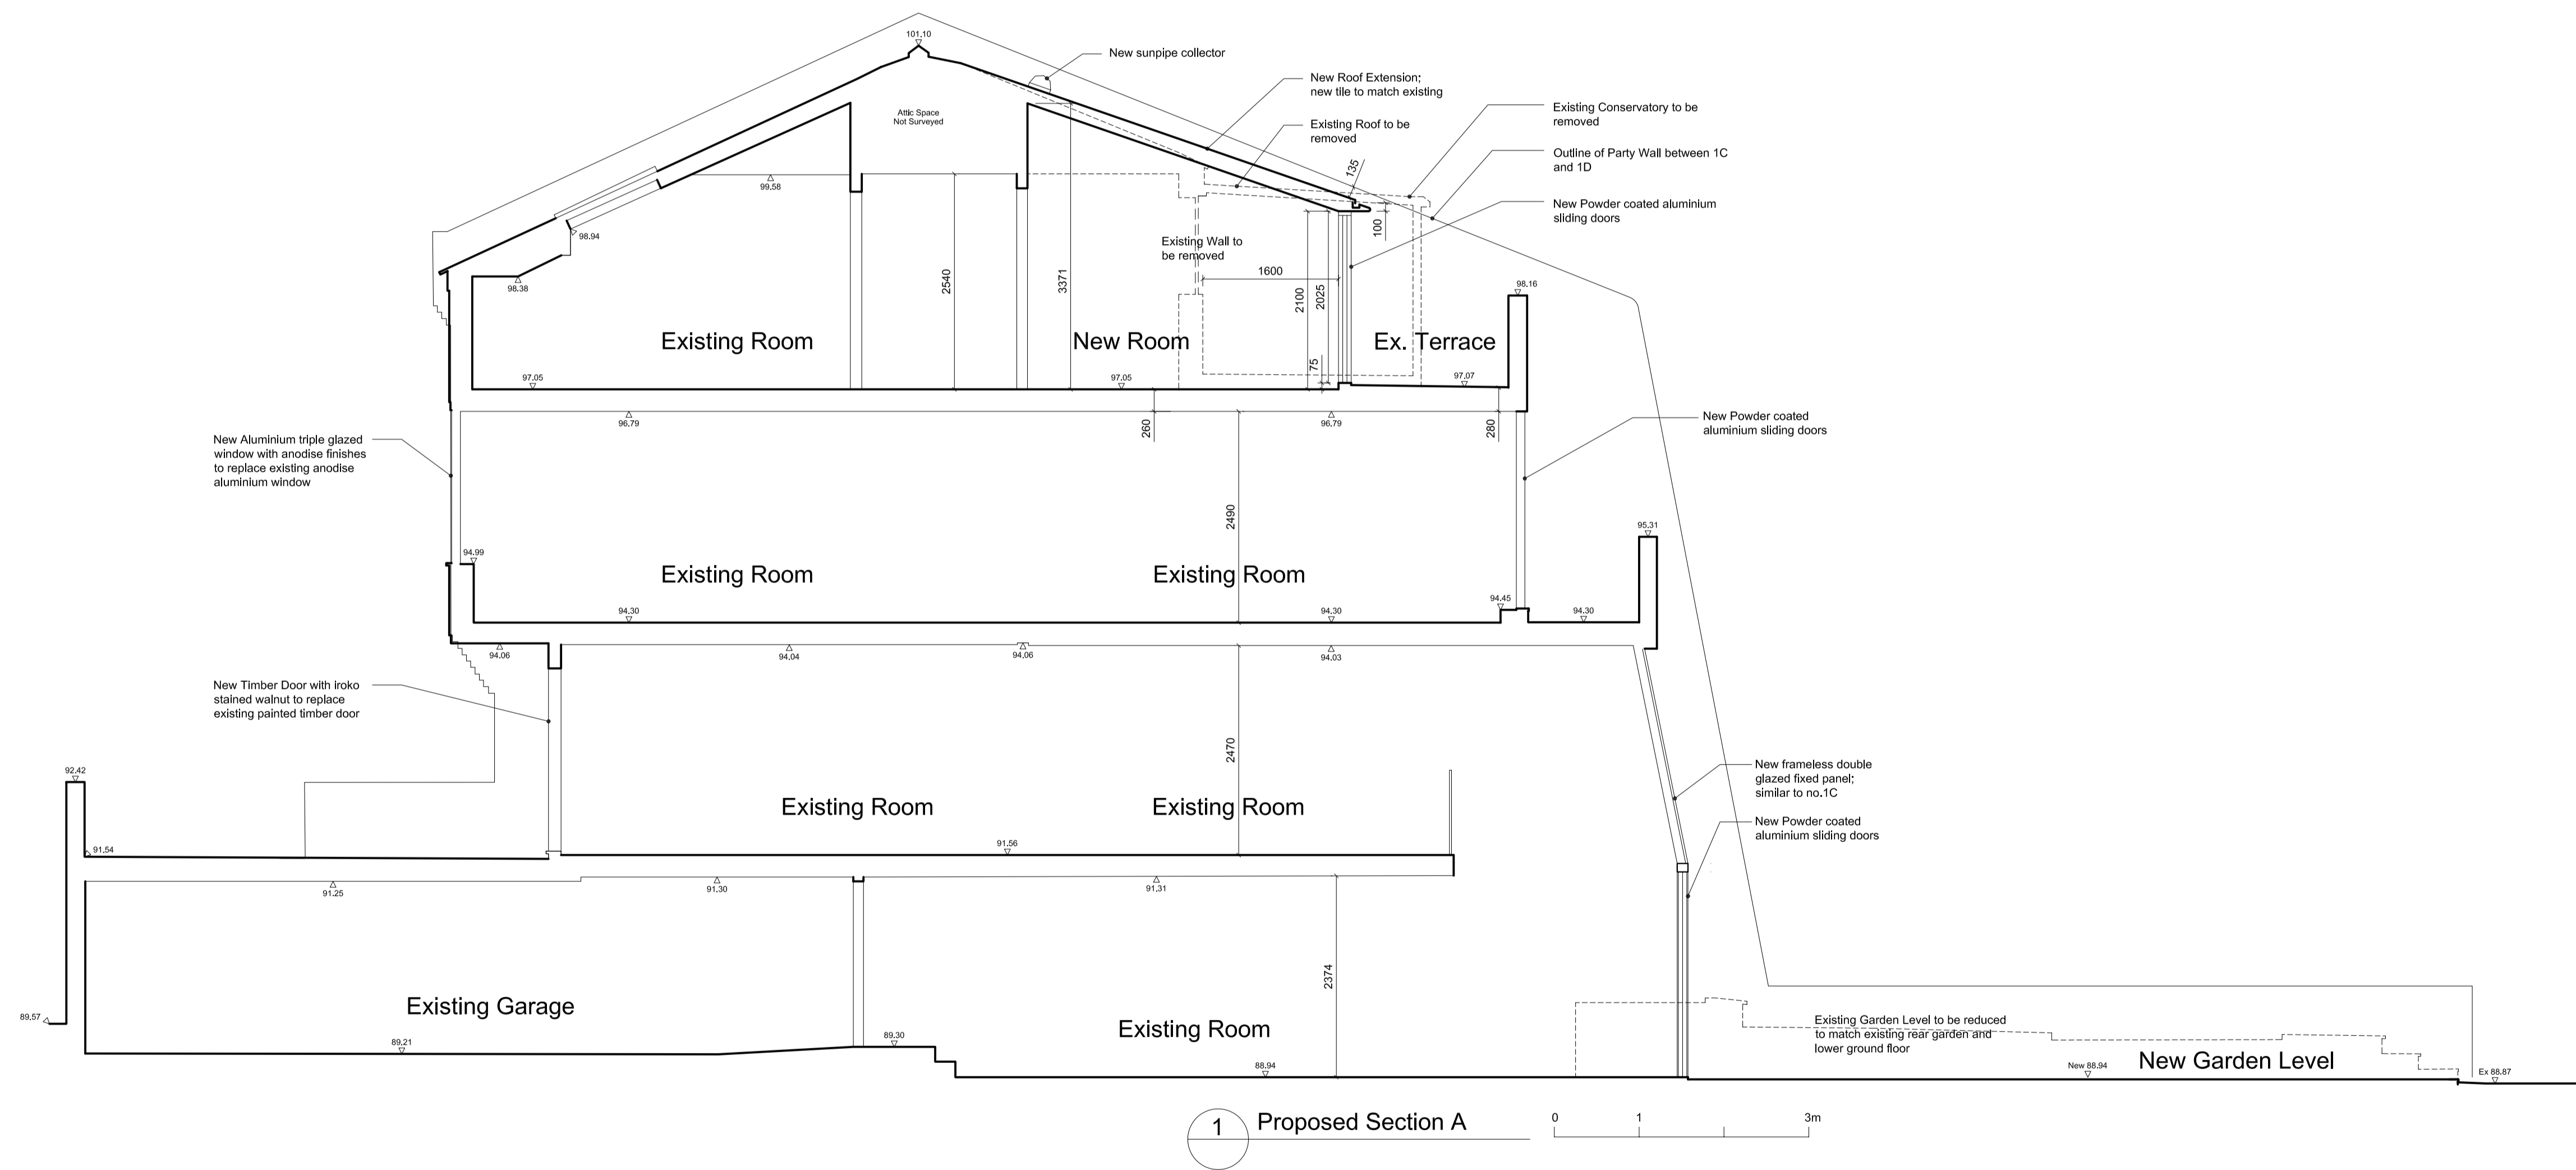 101.10
New sunpipe collector
New Roof Extension;
new tile to match existing
Existing Conservatory to be
removed
Attic Space
Not Surveyed
Existing Roof to be
removed
Outline of Party Wall between 1C
and 1D
135
99.58
New Powder coated aluminium
sliding doors
100
98.94
Existing Wall to
be removed
98.38
2540
3371
1600
2100
2025
98.16
Existing Room
New Room
Ex. Terrace
75
97.05
97.05
97.07
96.79
260
96.79
280
New Powder coated
aluminium sliding doors
New Aluminium triple glazed
window with anodise finishes
to replace existing anodise
aluminium window
2490
95.31
94.99
Existing Room
Existing Room
94.30
94.30
94.45
94.30
94.06
94.04
94.06
94.03
New Timber Door with iroko
stained walnut to replace
existing painted timber door
2470
92.42
New frameless double
glazed fixed panel;
similar to no.1C
Existing Room
Existing Room
New Powder coated
aluminium sliding doors
91.54
91.56
91.25
91.30
91.31
2374
89.57
Existing Garage
Existing Room
Existing Garden Level to be reduced
to match existing rear garden and
lower ground floor
89.21
89.30
88.94
New 88.94
New Garden Level
Ex 88.87
1
Proposed Section A
0
1
3m